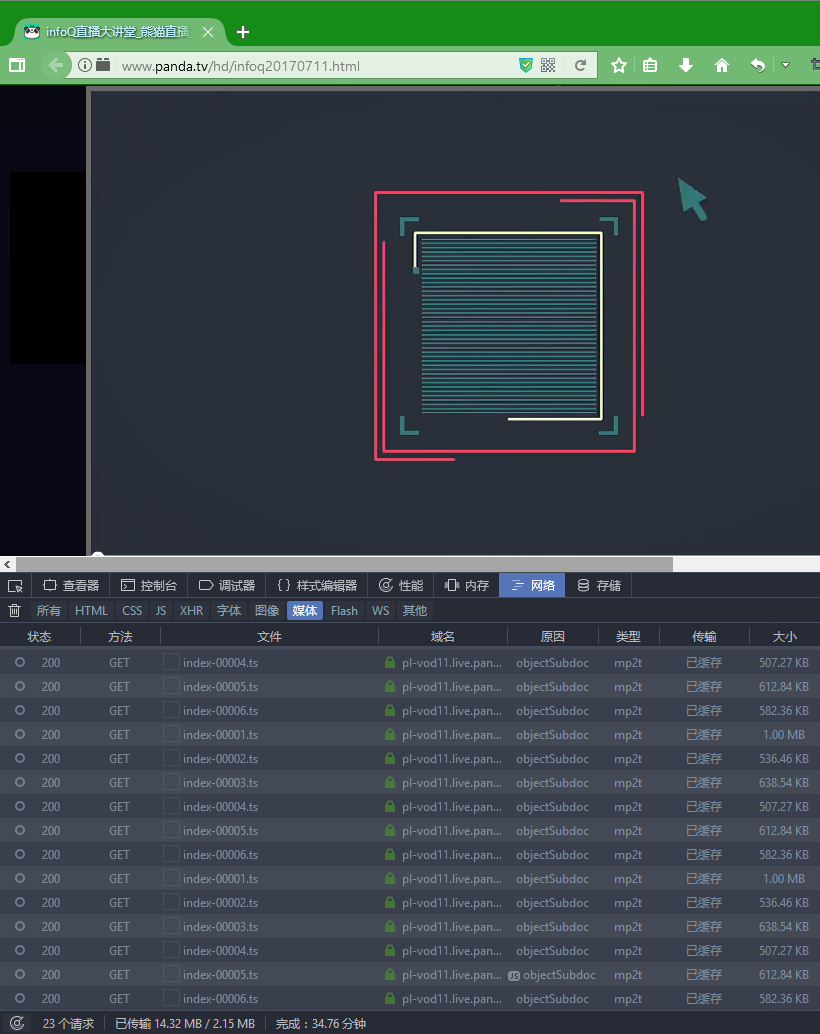 infoQ直播大讲堂_熊猫直播
www.panda.tv/hd/infoq20170711.html
查看器 控制台 调试器 样式编辑器 性能 内存 网络 存储
所有 HTML CSS JS XHR 字体 图像 媒体 Flash WS 其他
状态 方法 文件 域名 原因 类型 传输 大小
200 GET index-00004.ts pl-vod11.live.pan... objectSubdoc mp2t 已缓存 507.27 KB
200 GET index-00005.ts pl-vod11.live.pan... objectSubdoc mp2t 已缓存 612.84 KB
200 GET index-00006.ts pl-vod11.live.pan... objectSubdoc mp2t 已缓存 582.36 KB
200 GET index-00001.ts pl-vod11.live.pan... objectSubdoc mp2t 已缓存 1.00 MB
200 GET index-00002.ts pl-vod11.live.pan... objectSubdoc mp2t 已缓存 536.46 KB
200 GET index-00003.ts pl-vod11.live.pan... objectSubdoc mp2t 已缓存 638.54 KB
200 GET index-00004.ts pl-vod11.live.pan... objectSubdoc mp2t 已缓存 507.27 KB
200 GET index-00005.ts pl-vod11.live.pan... objectSubdoc mp2t 已缓存 612.84 KB
200 GET index-00006.ts pl-vod11.live.pan... objectSubdoc mp2t 已缓存 582.36 KB
200 GET index-00001.ts pl-vod11.live.pan... objectSubdoc mp2t 已缓存 1.00 MB
200 GET index-00002.ts pl-vod11.live.pan... objectSubdoc mp2t 已缓存 536.46 KB
200 GET index-00003.ts pl-vod11.live.pan... objectSubdoc mp2t 已缓存 638.54 KB
200 GET index-00004.ts pl-vod11.live.pan... objectSubdoc mp2t 已缓存 507.27 KB
200 GET index-00005.ts pl-vod11.live.pan... JS objectSubdoc mp2t 已缓存 612.84 KB
200 GET index-00006.ts pl-vod11.live.pan... objectSubdoc mp2t 已缓存 582.36 KB
23 个请求 已传输 14.32 MB / 2.15 MB 完成：34.76 分钟